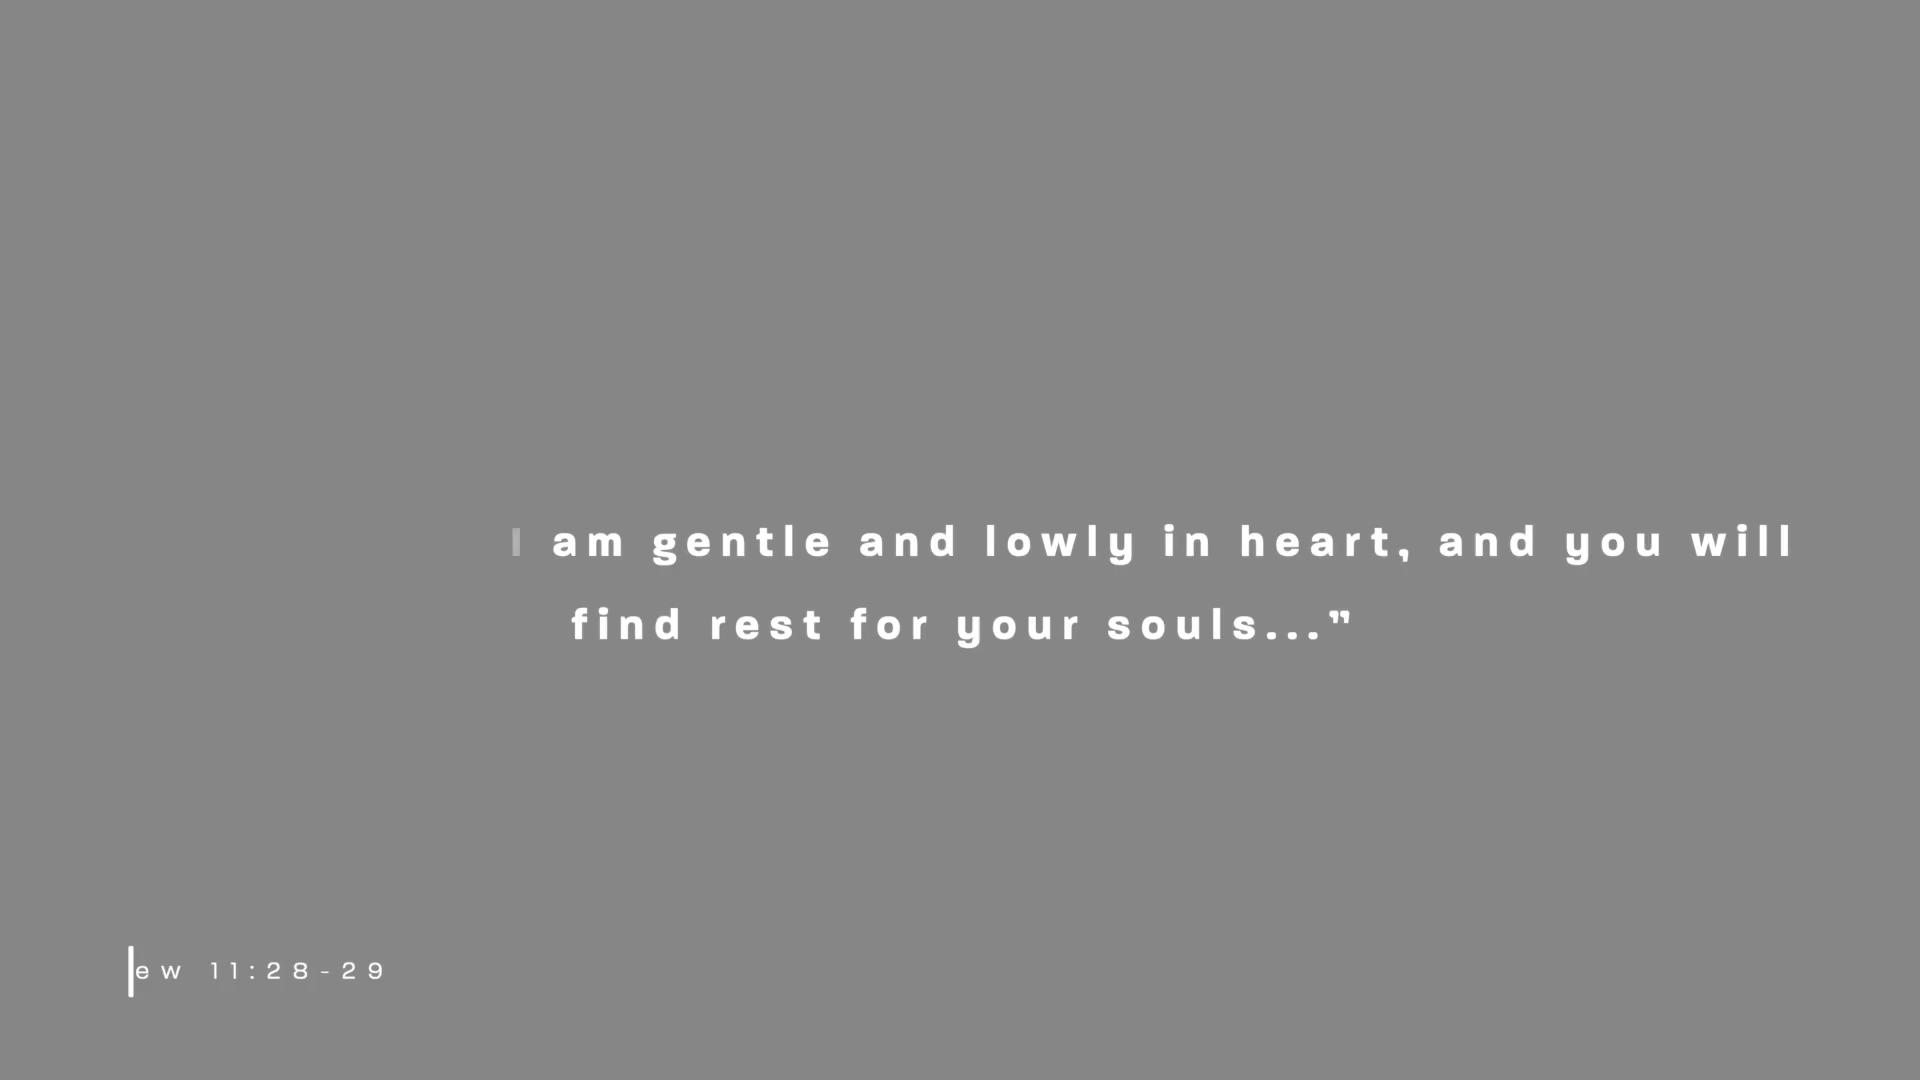 I am gentle and lowly in heart, and you will
find rest for your souls...”
ew 11:28-29